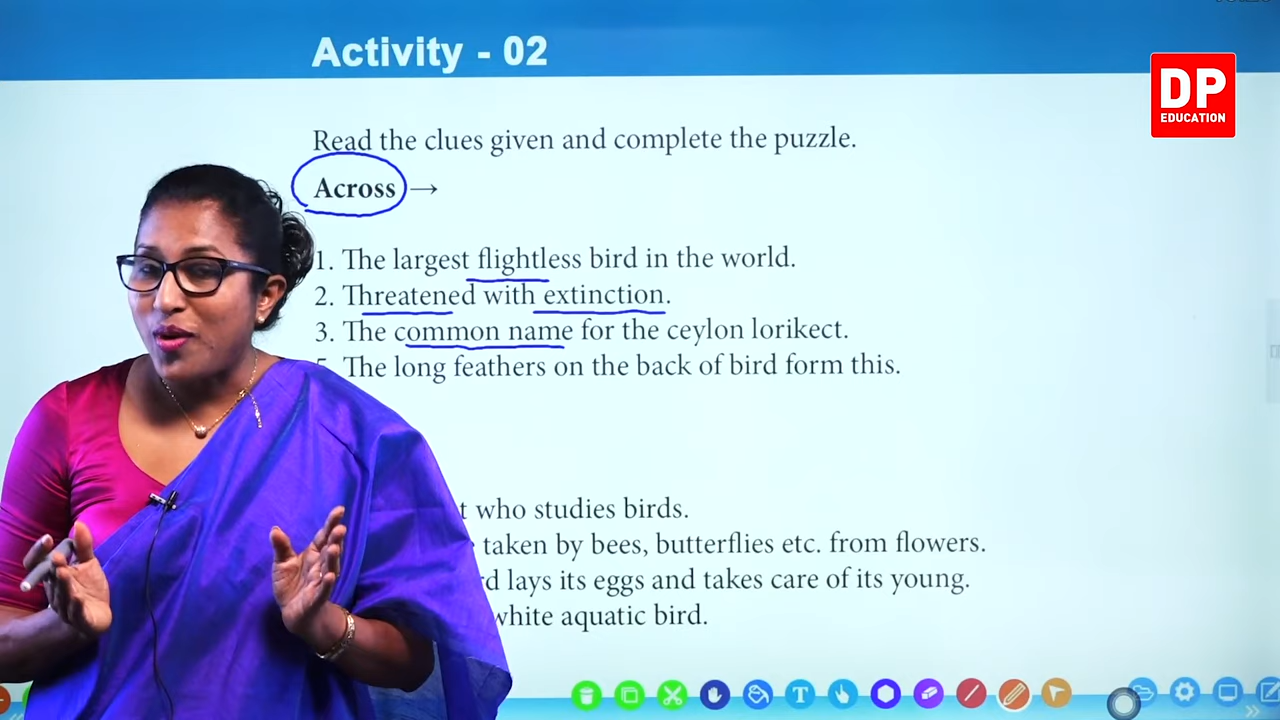 Activity - 02
DP
EDUCATION
Read the clues given and complete the puzzle.
Across →
1. The largest flightless bird in the world.
2. Threatened with extinction.
3. The common name for the ceylon lorikect.
The long feathers on the back of bird form this.
who studies birds.
taken by bees, butterflies etc. from flowers.
lays its eggs and takes care of its young.
white aquatic bird.
T